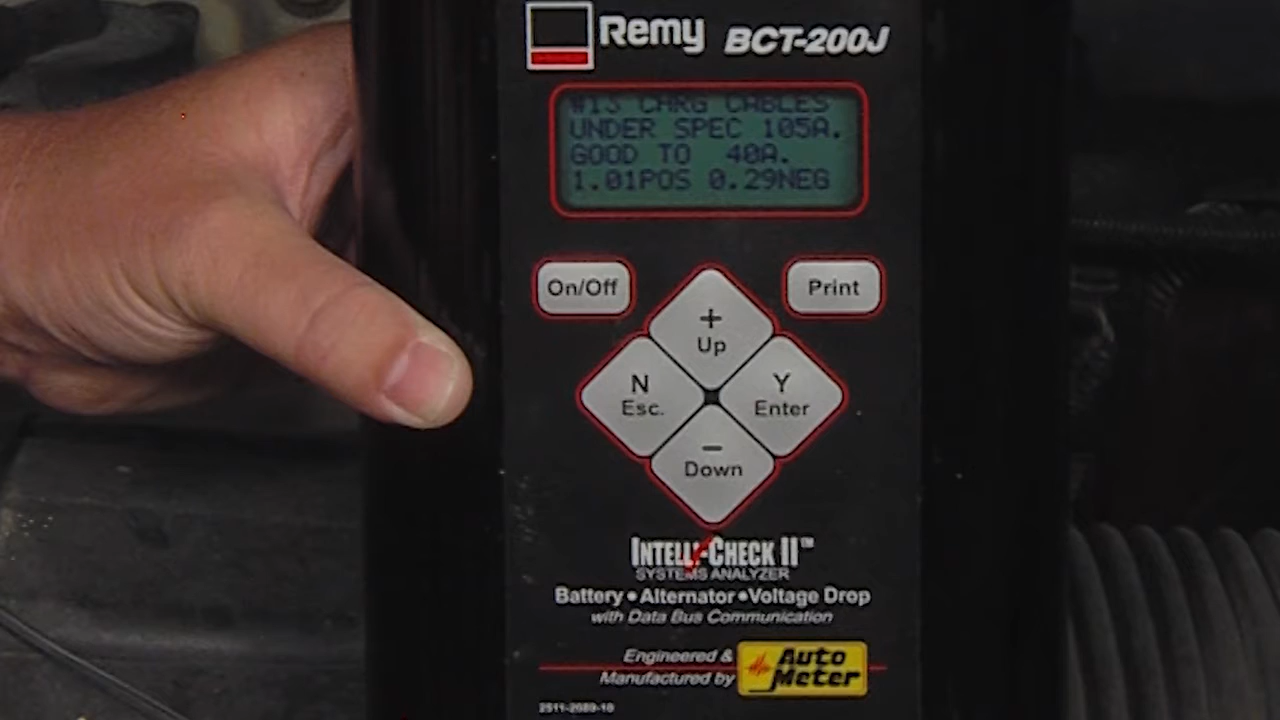 Remy BCT-200J
#13 CHRG CABLES
UNDER SPEC 105A.
GOOD TO 40A.
1.01POS 0.29NEG
On/Off
Print
+
Up
N
Esc.
Y
Enter
−
Down
INTELLI-CHECK II™
SYSTEMS ANALYZER
Battery • Alternator • Voltage Drop
with Data Bus Communication
Engineered &
Manufactured by
Auto
Meter